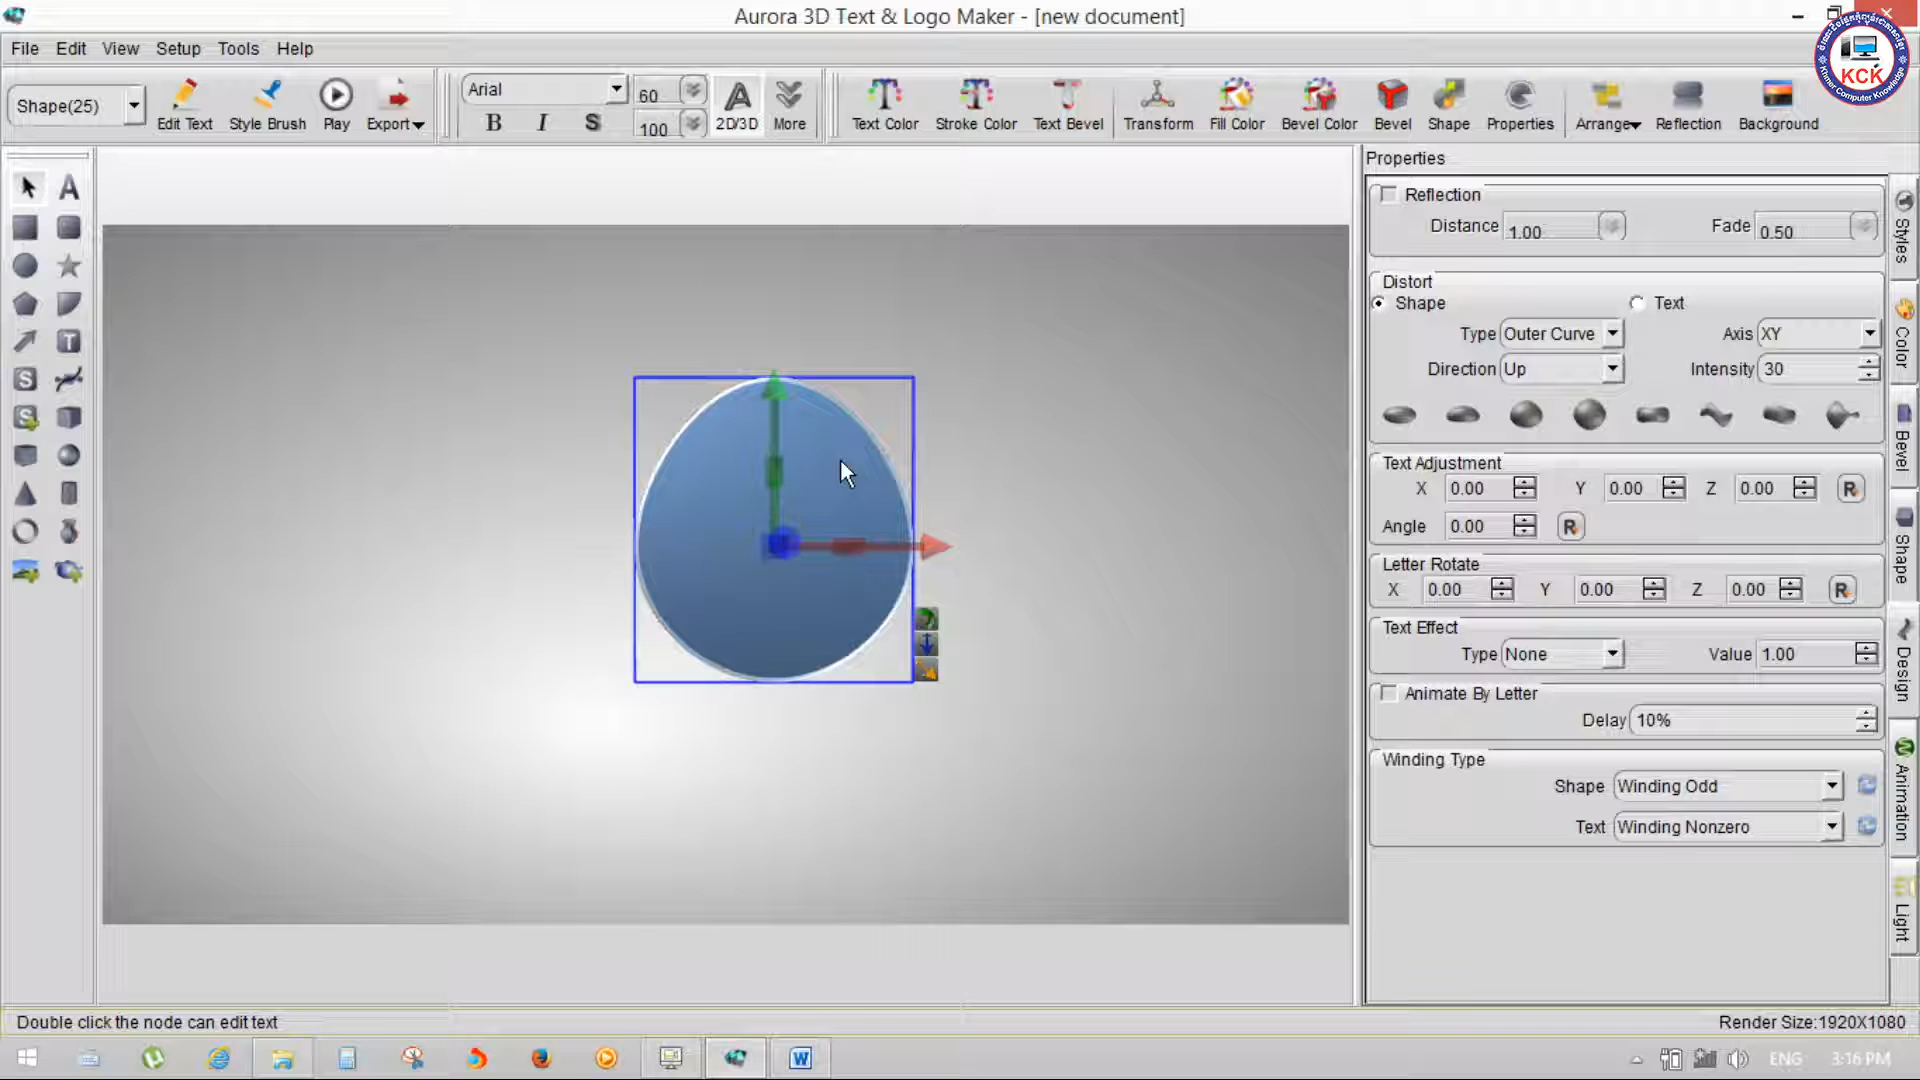 Aurora 3D Text & Logo Maker - [new document]
File Edit View Setup Tools Help
Shape(25)
Edit Text Style Brush Play Export
Arial 60
B I S 100
2D/3D More
Text Color Stroke Color Text Bevel Transform Fill Color Bevel Color Bevel Shape Properties Arrange Reflection Background
KCK
Khmer Computer Knowledge
Properties
Reflection
Distance 1.00 Fade 0.50
Distort
Shape Text
Type Outer Curve Axis XY
Direction Up Intensity 30
Text Adjustment
X 0.00 Y 0.00 Z 0.00 R
Angle 0.00 R
Letter Rotate
X 0.00 Y 0.00 Z 0.00 R
Text Effect
Type None Value 1.00
Animate By Letter
Delay 10%
Winding Type
Shape Winding Odd
Text Winding Nonzero
Styles
Color
Bevel
Shape
Design
Animation
Light
Double click the node can edit text
Render Size:1920X1080
ENG 3:16 PM